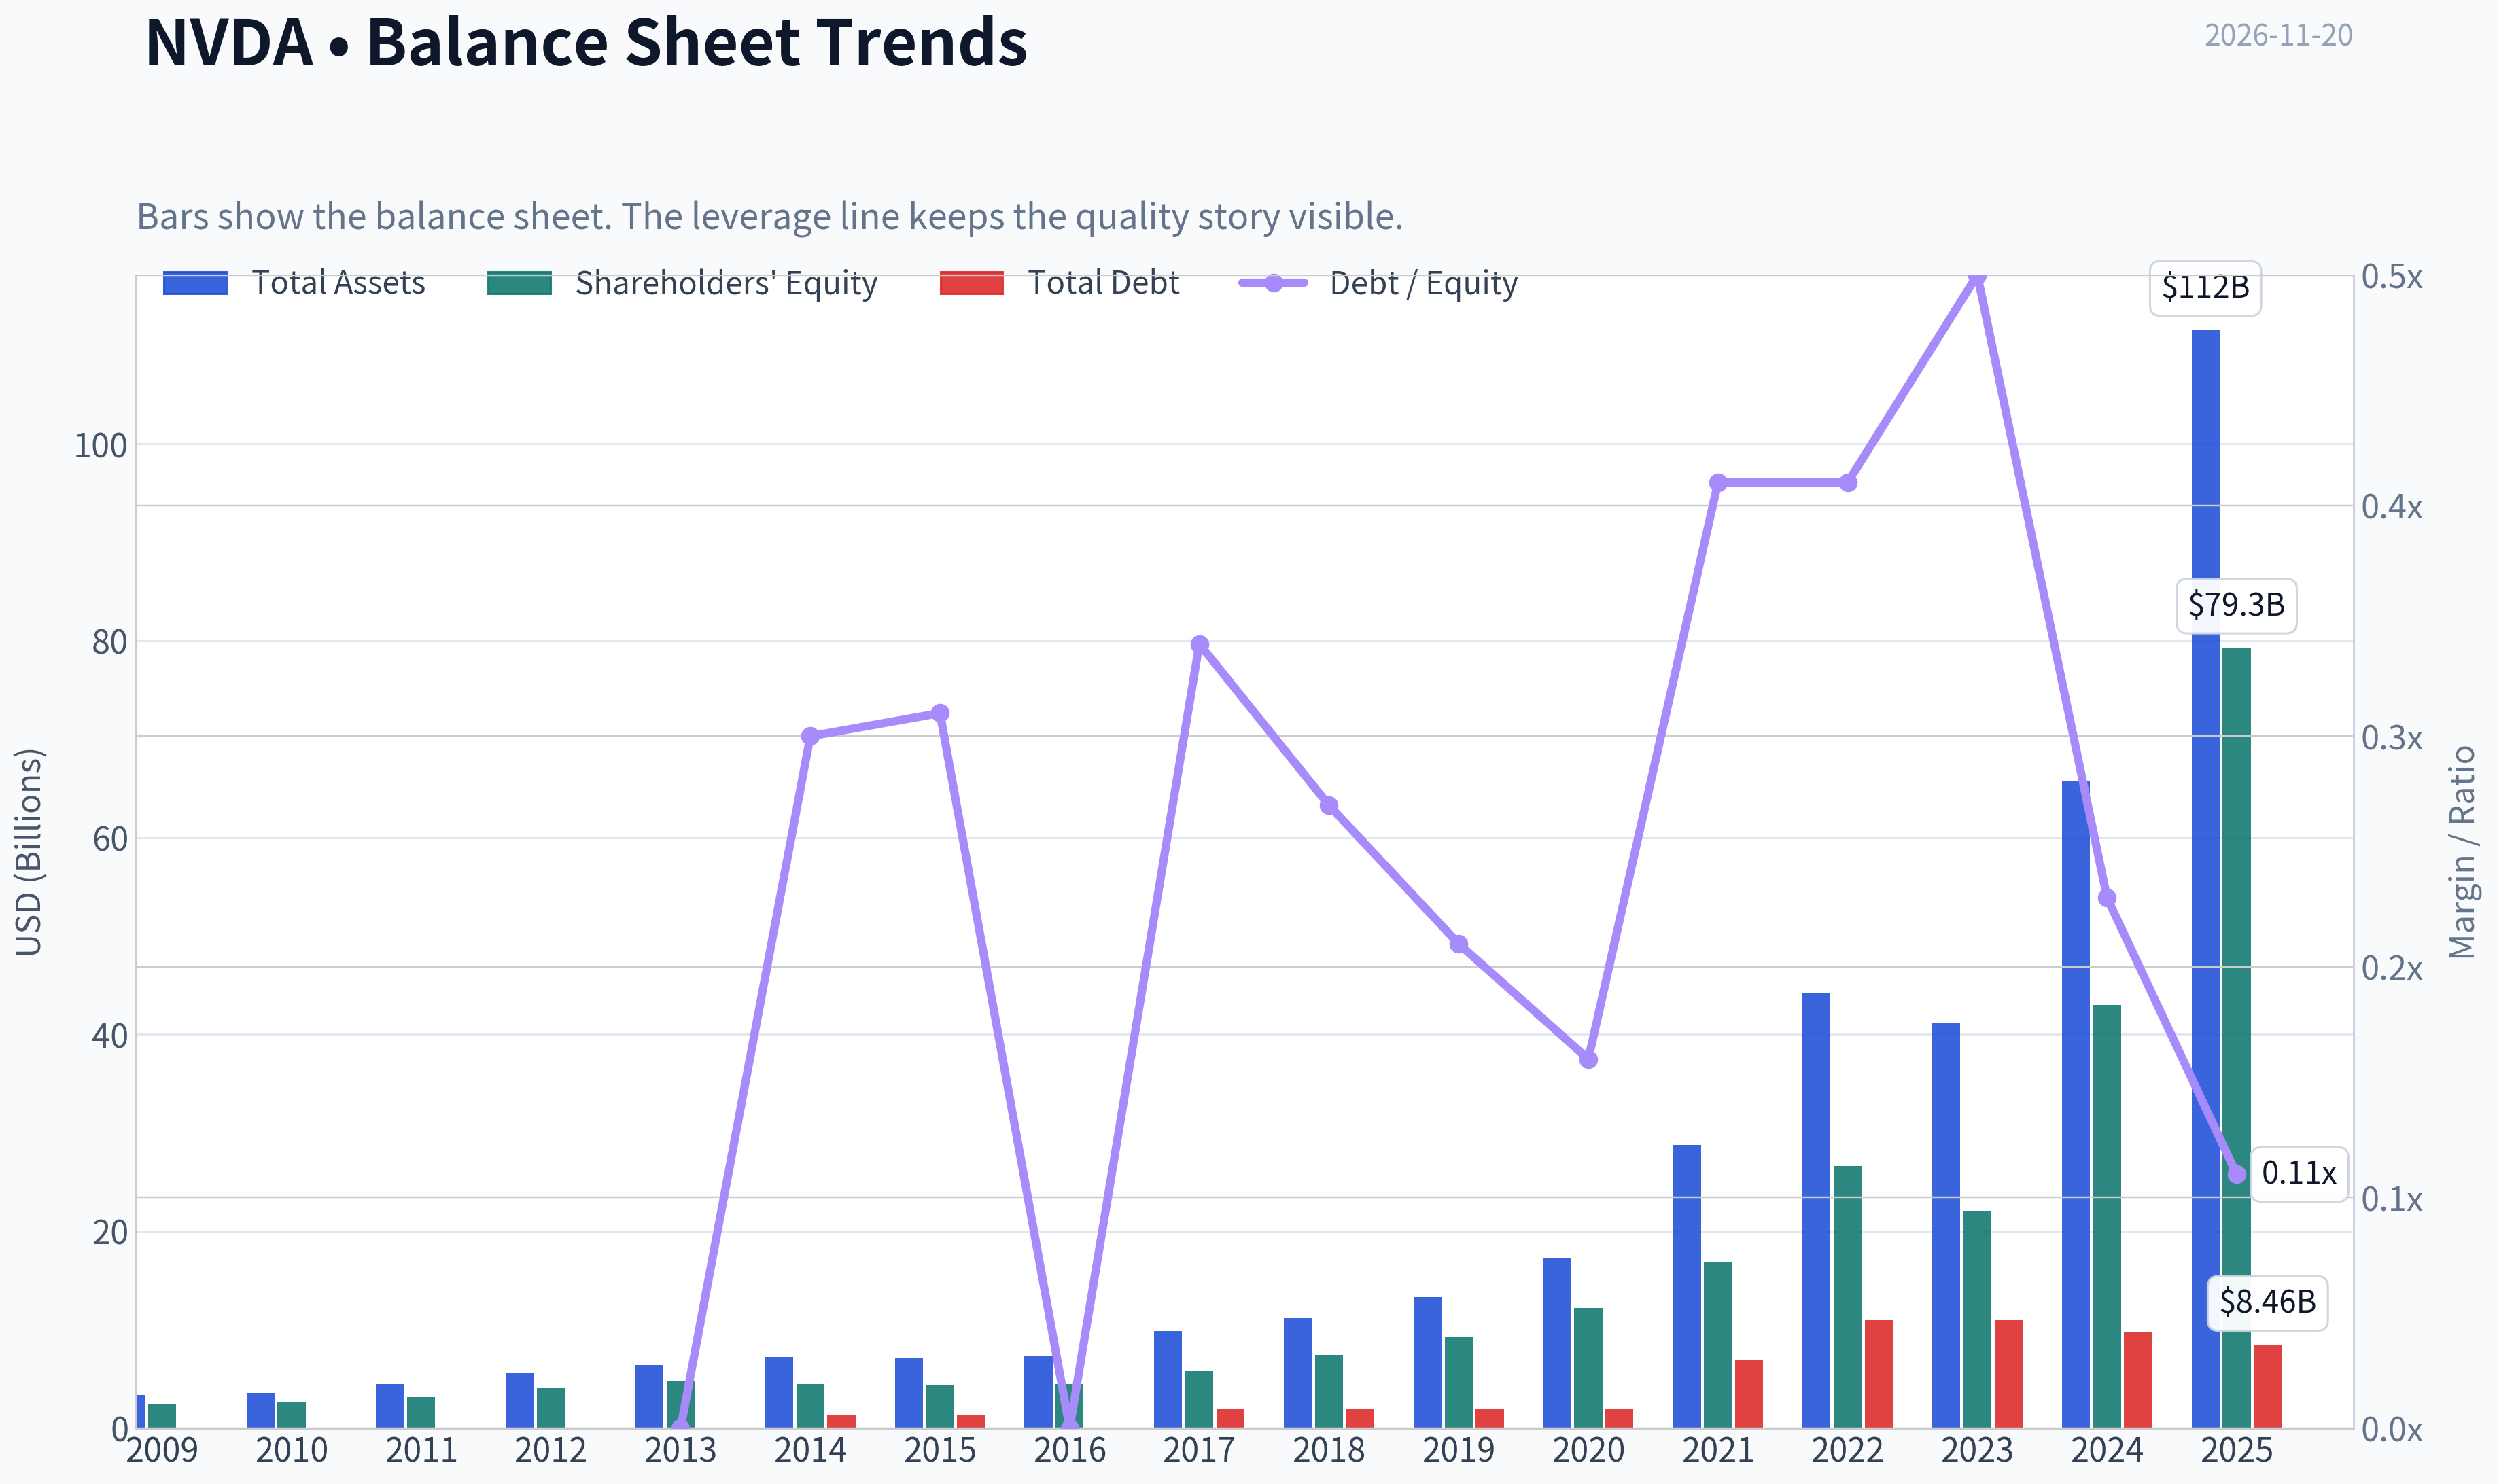 NVDA • Balance Sheet Trends
2026-11-20
Bars show the balance sheet. The leverage line keeps the quality story visible.
Total Assets Shareholders' Equity Total Debt Debt / Equity
USD (Billions)
100
80
60
40
20
0
$112B
$79.3B
0.11x
$8.46B
0.5x
0.4x
0.3x
0.2x
0.1x
0.0x
Margin / Ratio
2009 2010 2011 2012 2013 2014 2015 2016 2017 2018 2019 2020 2021 2022 2023 2024 2025